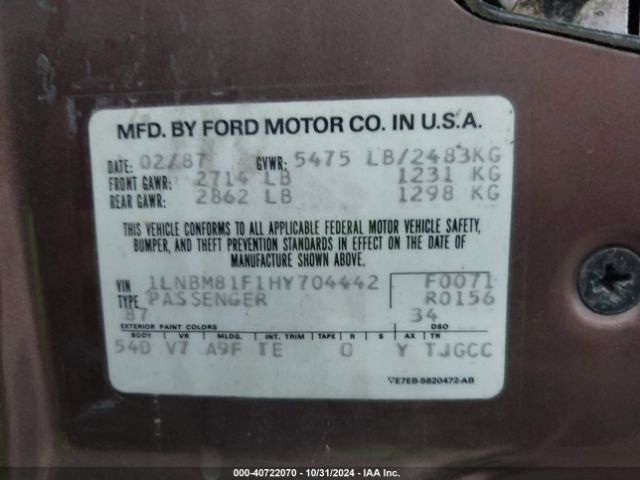 MFD. BY FORD MOTOR CO. IN U.S.A.
DATE: 02/87 GVWR: 5475 LB/2483KG
FRONT GAWR: 2714 LB 1231 KG
REAR GAWR: 2862 LB 1298 KG
THIS VEHICLE CONFORMS TO ALL APPLICABLE FEDERAL MOTOR VEHICLE SAFETY,
BUMPER, AND THEFT PREVENTION STANDARDS IN EFFECT ON THE DATE OF
MANUFACTURE SHOWN ABOVE.
VIN 1LNBM81F1HY704442 F0071
TYPE PASSENGER R0156
87 34
EXTERIOR PAINT COLORS DSO
BODY VR MLDG. INT. TRIM TAPE R S AX TR
54D V7 A9F TE 0 Y TJGCC
VE7EB-5820472-AB
000-40722070 - 10/31/2024 - IAA Inc.